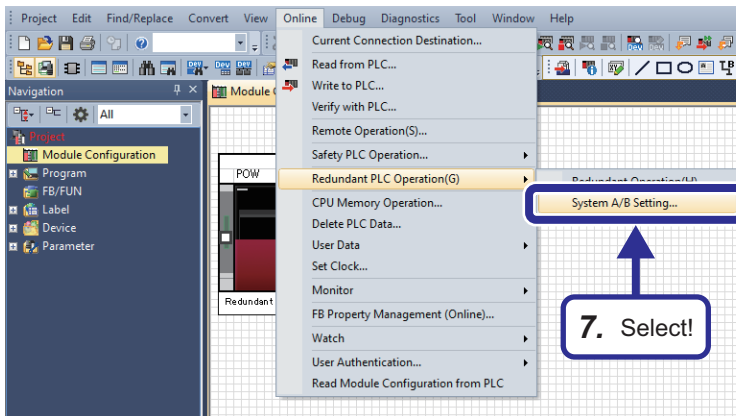 Project Edit Find/Replace Convert View Online Debug Diagnostics Tool Window Help
Navigation
All
Project
Module Configuration
Program
FB/FUN
Label
Device
Parameter
Module
POW
Redundant
Current Connection Destination...
Read from PLC...
Write to PLC...
Verify with PLC...
Remote Operation(S)...
Safety PLC Operation...
Redundant PLC Operation(G)
CPU Memory Operation...
Delete PLC Data...
User Data
Set Clock...
Monitor
FB Property Management (Online)...
Watch
User Authentication...
Read Module Configuration from PLC
Redundant Operation(H)
System A/B Setting...
7. Select!